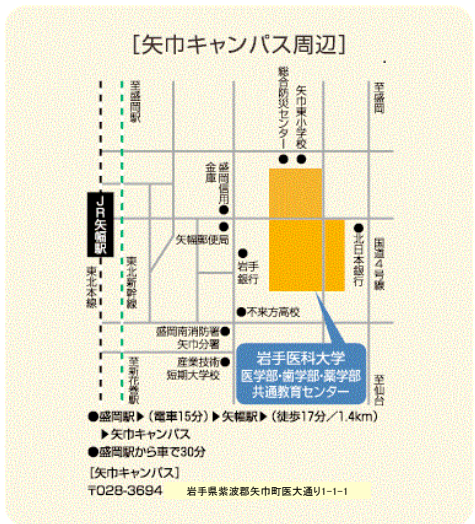 [矢巾キャンパス周辺]
至盛岡駅
総合防災センター
矢巾東小学校
至盛岡
盛岡信用
金庫
JR矢幅駅
矢幅郵便局
岩手
銀行
北日本銀行
国道4号線
東北本線
東北新幹線
不来方高校
盛岡南消防署
矢巾分署
産業技術
短期大学校
至新花巻駅
岩手医科大学
医学部・歯学部・薬学部
共通教育センター
至仙台
●盛岡駅▶(電車15分)▶矢幅駅▶(徒歩17分/1.4km)
▶矢巾キャンパス
●盛岡駅から車で30分
[矢巾キャンパス]
〒028-3694 岩手県紫波郡矢巾町医大通り1-1-1